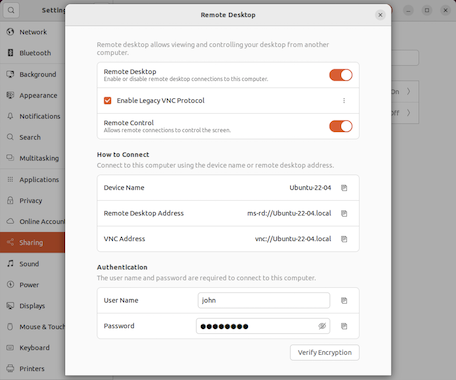 Setting
Remote Desktop
Network
Bluetooth
Background
Appearance
Notifications
Search
Multitasking
Applications
Privacy
Online Account
Sharing
Sound
Power
Displays
Mouse & Touch
Keyboard
Printers
On
Off
Remote desktop allows viewing and controlling your desktop from another
computer.
Remote Desktop
Enable or disable remote desktop connections to this computer.
Enable Legacy VNC Protocol
Remote Control
Allows remote connections to control the screen.
How to Connect
Connect to this computer using the device name or remote desktop address.
Device Name Ubuntu-22-04
Remote Desktop Address ms-rd://Ubuntu-22-04.local
VNC Address vnc://Ubuntu-22-04.local
Authentication
The user name and password are required to connect to this computer.
User Name john
Password ●●●●●●●●
Verify Encryption